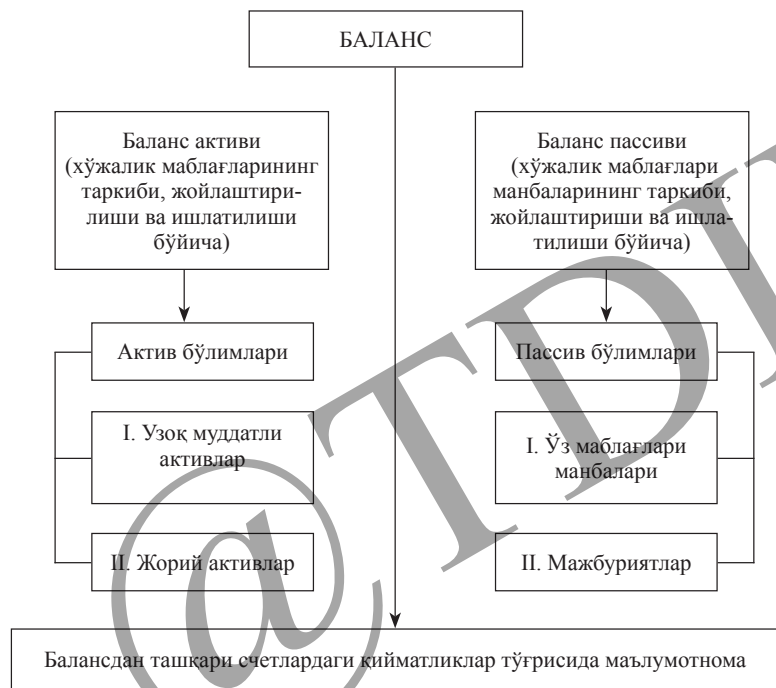 БАЛАНС
Баланс активи
(хўжалик маблағларининг
таркиби, жойлаштири-
лиши ва ишлатилиши
бўйича)
Баланс пассиви
(хўжалик маблағлари
манбаларининг таркиби,
жойлаштириши ва ишла-
тилиши бўйича)
Актив бўлимлари
Пассив бўлимлари
I. Узоқ муддатли
активлар
I. Ўз маблағлари
манбалари
II. Жорий активлар
II. Мажбуриятлар
Балансдан ташқари счетлардаги қийматликлар тўғрисида маълумотнома